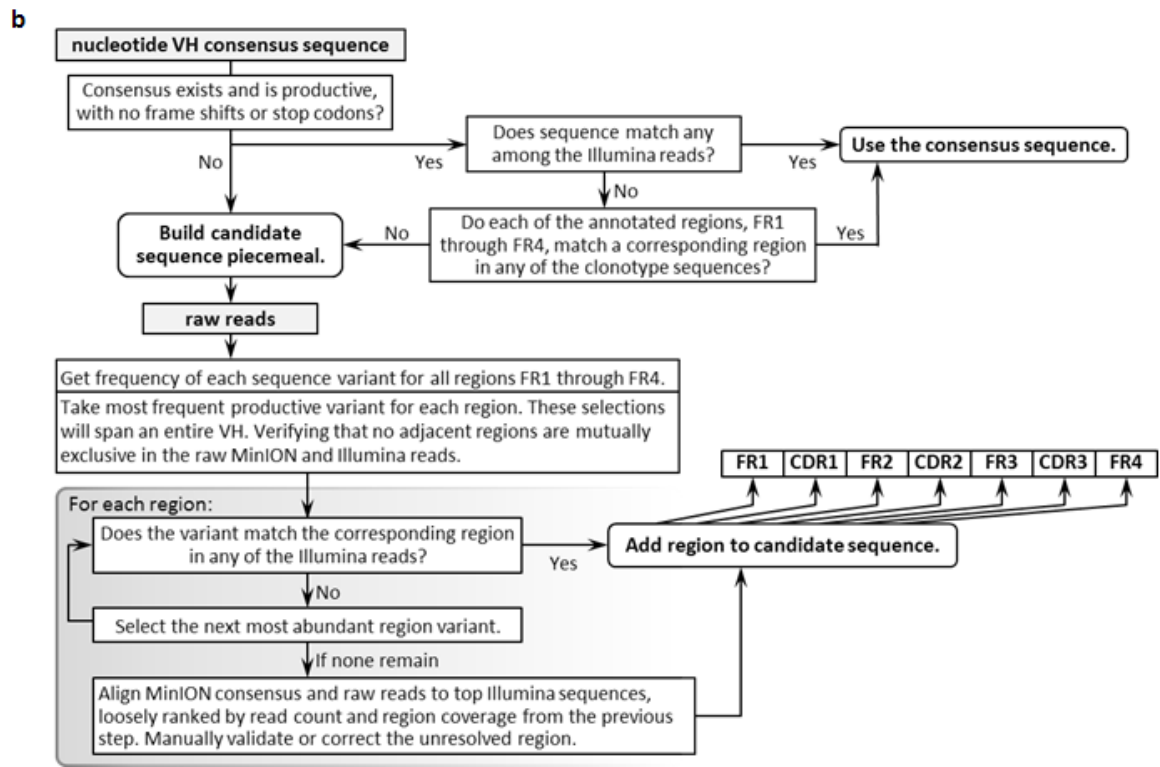 b
nucleotide VH consensus sequence
Consensus exists and is productive,
with no frame shifts or stop codons?
No
Yes
Does sequence match any
among the Illumina reads?
Yes
Use the consensus sequence.
No
Do each of the annotated regions, FR1
through FR4, match a corresponding region
in any of the clonotype sequences?
No
Yes
Build candidate
sequence piecemeal.
raw reads
Get frequency of each sequence variant for all regions FR1 through FR4.
Take most frequent productive variant for each region. These selections
will span an entire VH. Verifying that no adjacent regions are mutually
exclusive in the raw MinION and Illumina reads.
FR1 CDR1 FR2 CDR2 FR3 CDR3 FR4
For each region:
Does the variant match the corresponding region
in any of the Illumina reads?
Yes
Add region to candidate sequence.
No
Select the next most abundant region variant.
If none remain
Align MinION consensus and raw reads to top Illumina sequences,
loosely ranked by read count and region coverage from the previous
step. Manually validate or correct the unresolved region.